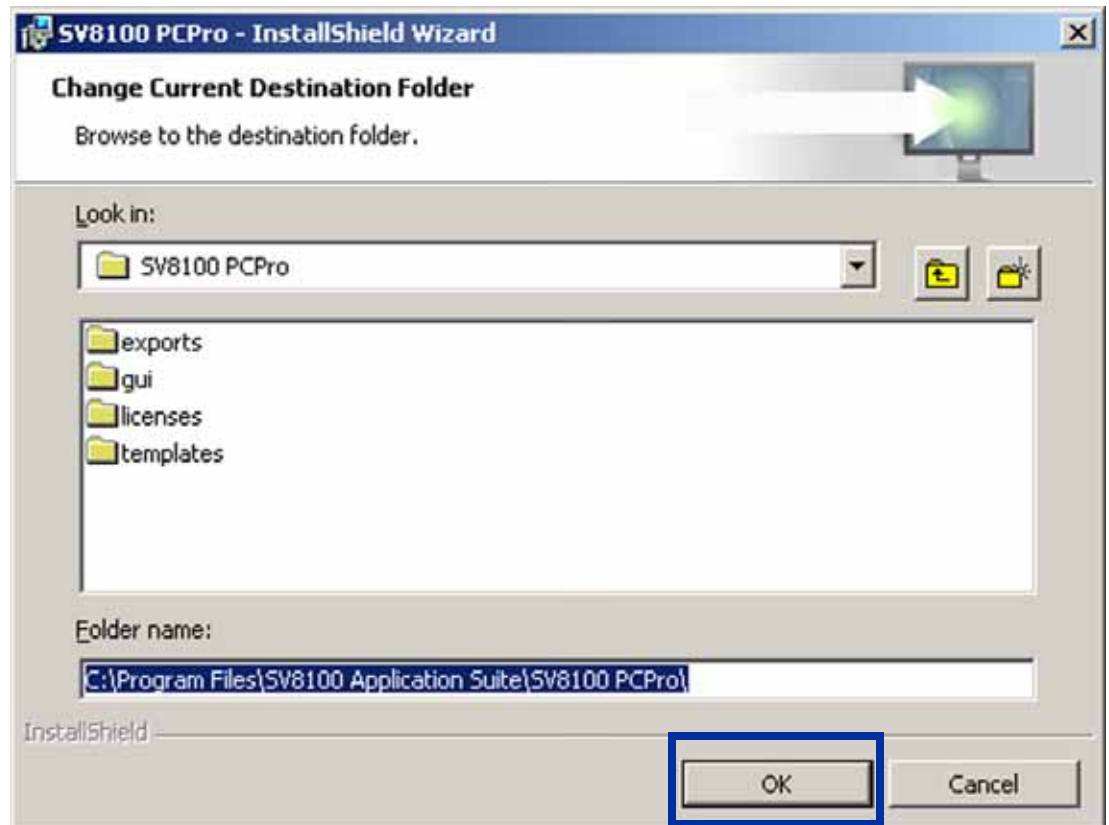 SV8100 PCPro - InstallShield Wizard
Change Current Destination Folder
Browse to the destination folder.
Look in:
SV8100 PCPro
exports
gui
licenses
templates
Folder name:
C:\Program Files\SV8100 Application Suite\SV8100 PCPro\
InstallShield
OK Cancel